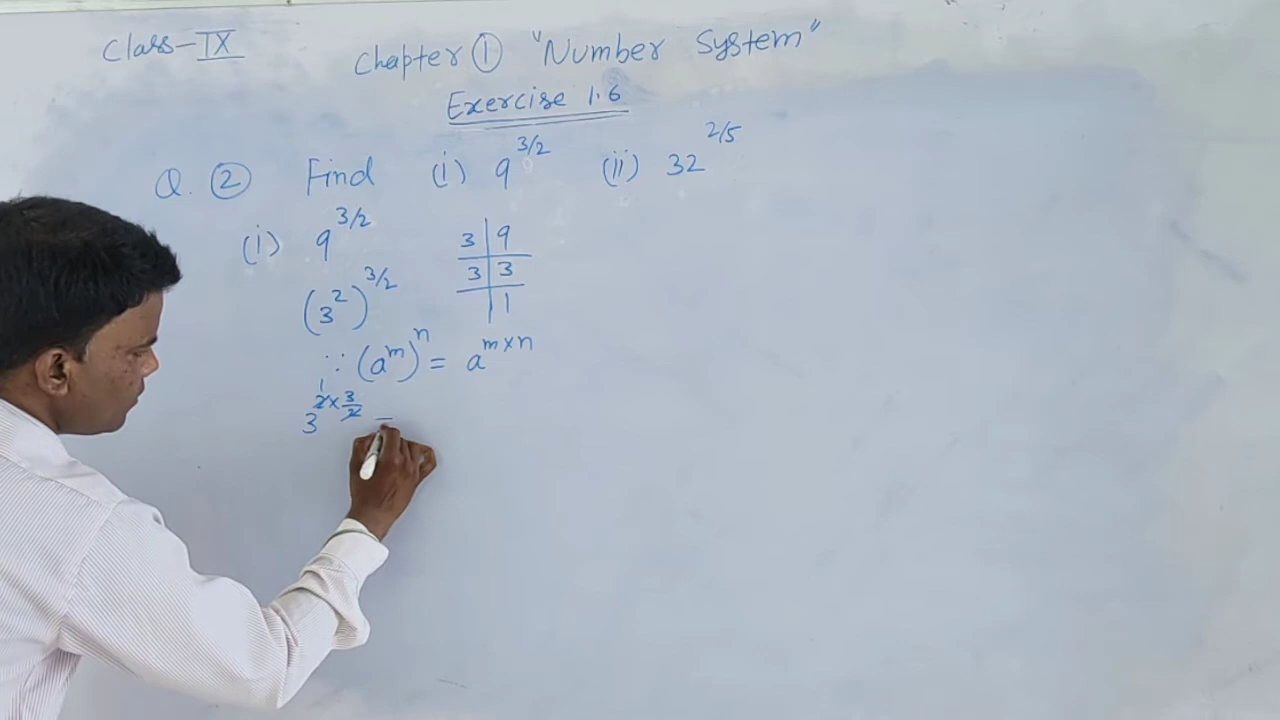 Class-IX
Chapter ① "Number System"
Exercise 1.6
Q. ② Find (i) 9^3/2 (ii) 32^2/5
(i) 9^3/2
3 | 9
3 | 3
1
(3^2)^3/2
∵ (a^m)^n = a^m×n
1
3^2×3/2 =